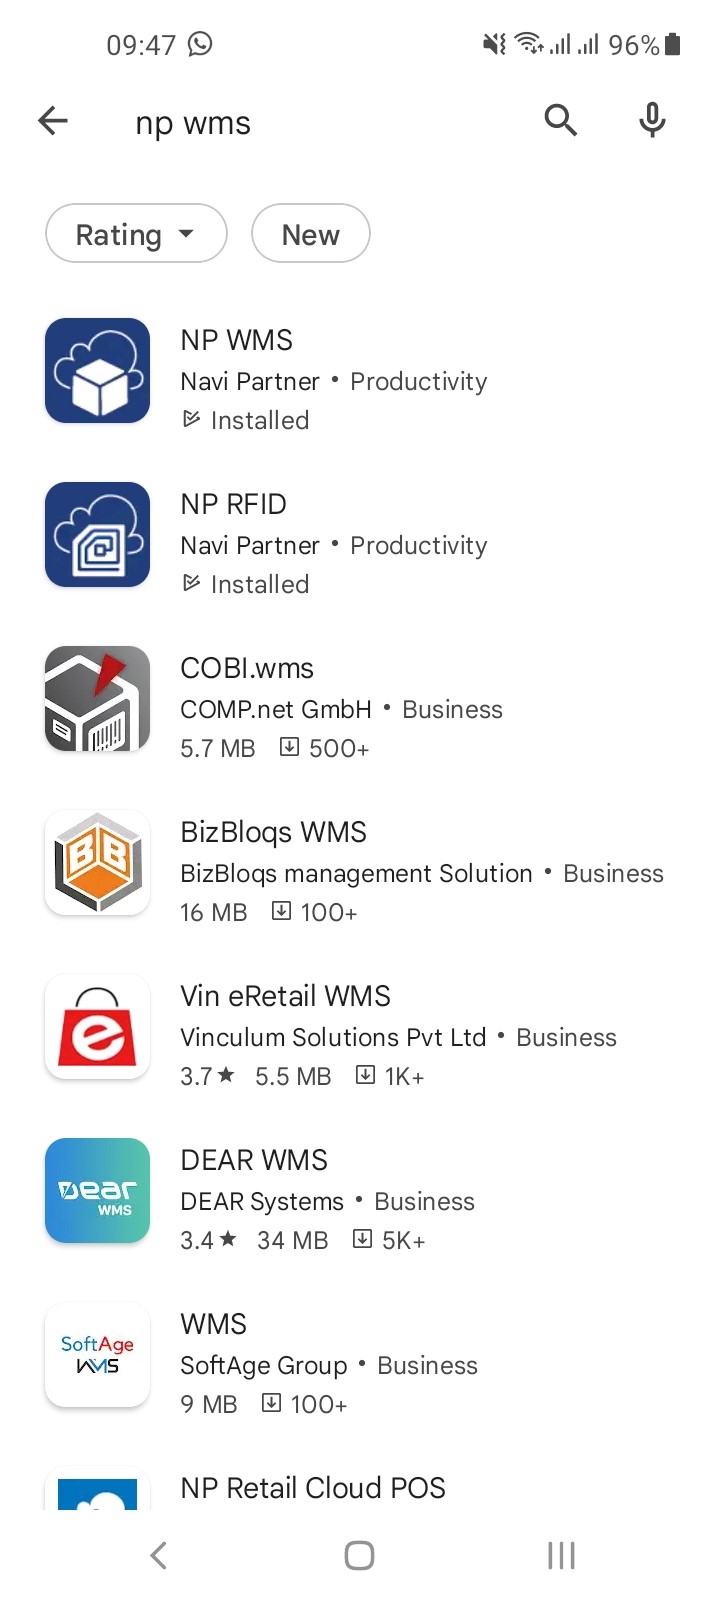 09:47 96%
np wms
Rating New
NP WMS
Navi Partner • Productivity
Installed
NP RFID
Navi Partner • Productivity
Installed
COBI.wms
COMP.net GmbH • Business
5.7 MB 500+
BB
BizBloqs WMS
BizBloqs management Solution • Business
16 MB 100+
e
Vin eRetail WMS
Vinculum Solutions Pvt Ltd • Business
3.7★ 5.5 MB 1K+
Dear
WMS
DEAR WMS
DEAR Systems • Business
3.4★ 34 MB 5K+
SoftAge
WMS
WMS
SoftAge Group • Business
9 MB 100+
NP Retail Cloud POS